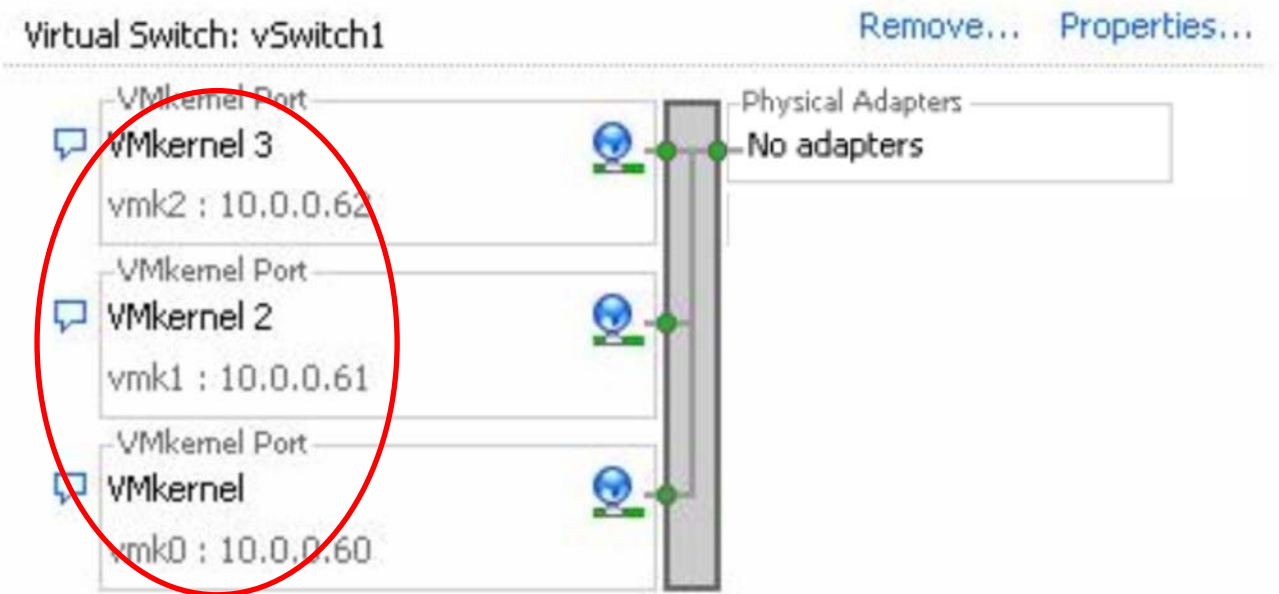 Virtual Switch: vSwitch1 Remove... Properties...
VMkernel Port
VMkernel 3
vmk2 : 10.0.0.62
Physical Adapters
No adapters
VMkernel Port
VMkernel 2
vmk1 : 10.0.0.61
VMkernel Port
VMkernel
vmk0 : 10.0.0.60